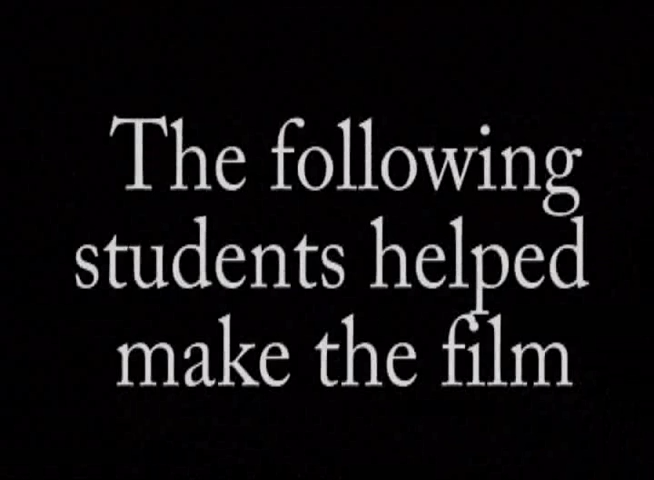 The following
students helped
make the film